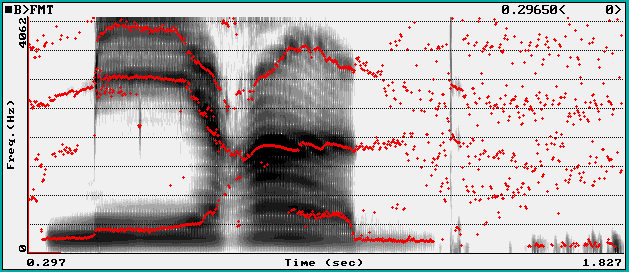 ■B>FMT 0.29650< 0>
4062
Freq.(Hz)
0
0.297 Time (sec) 1.827